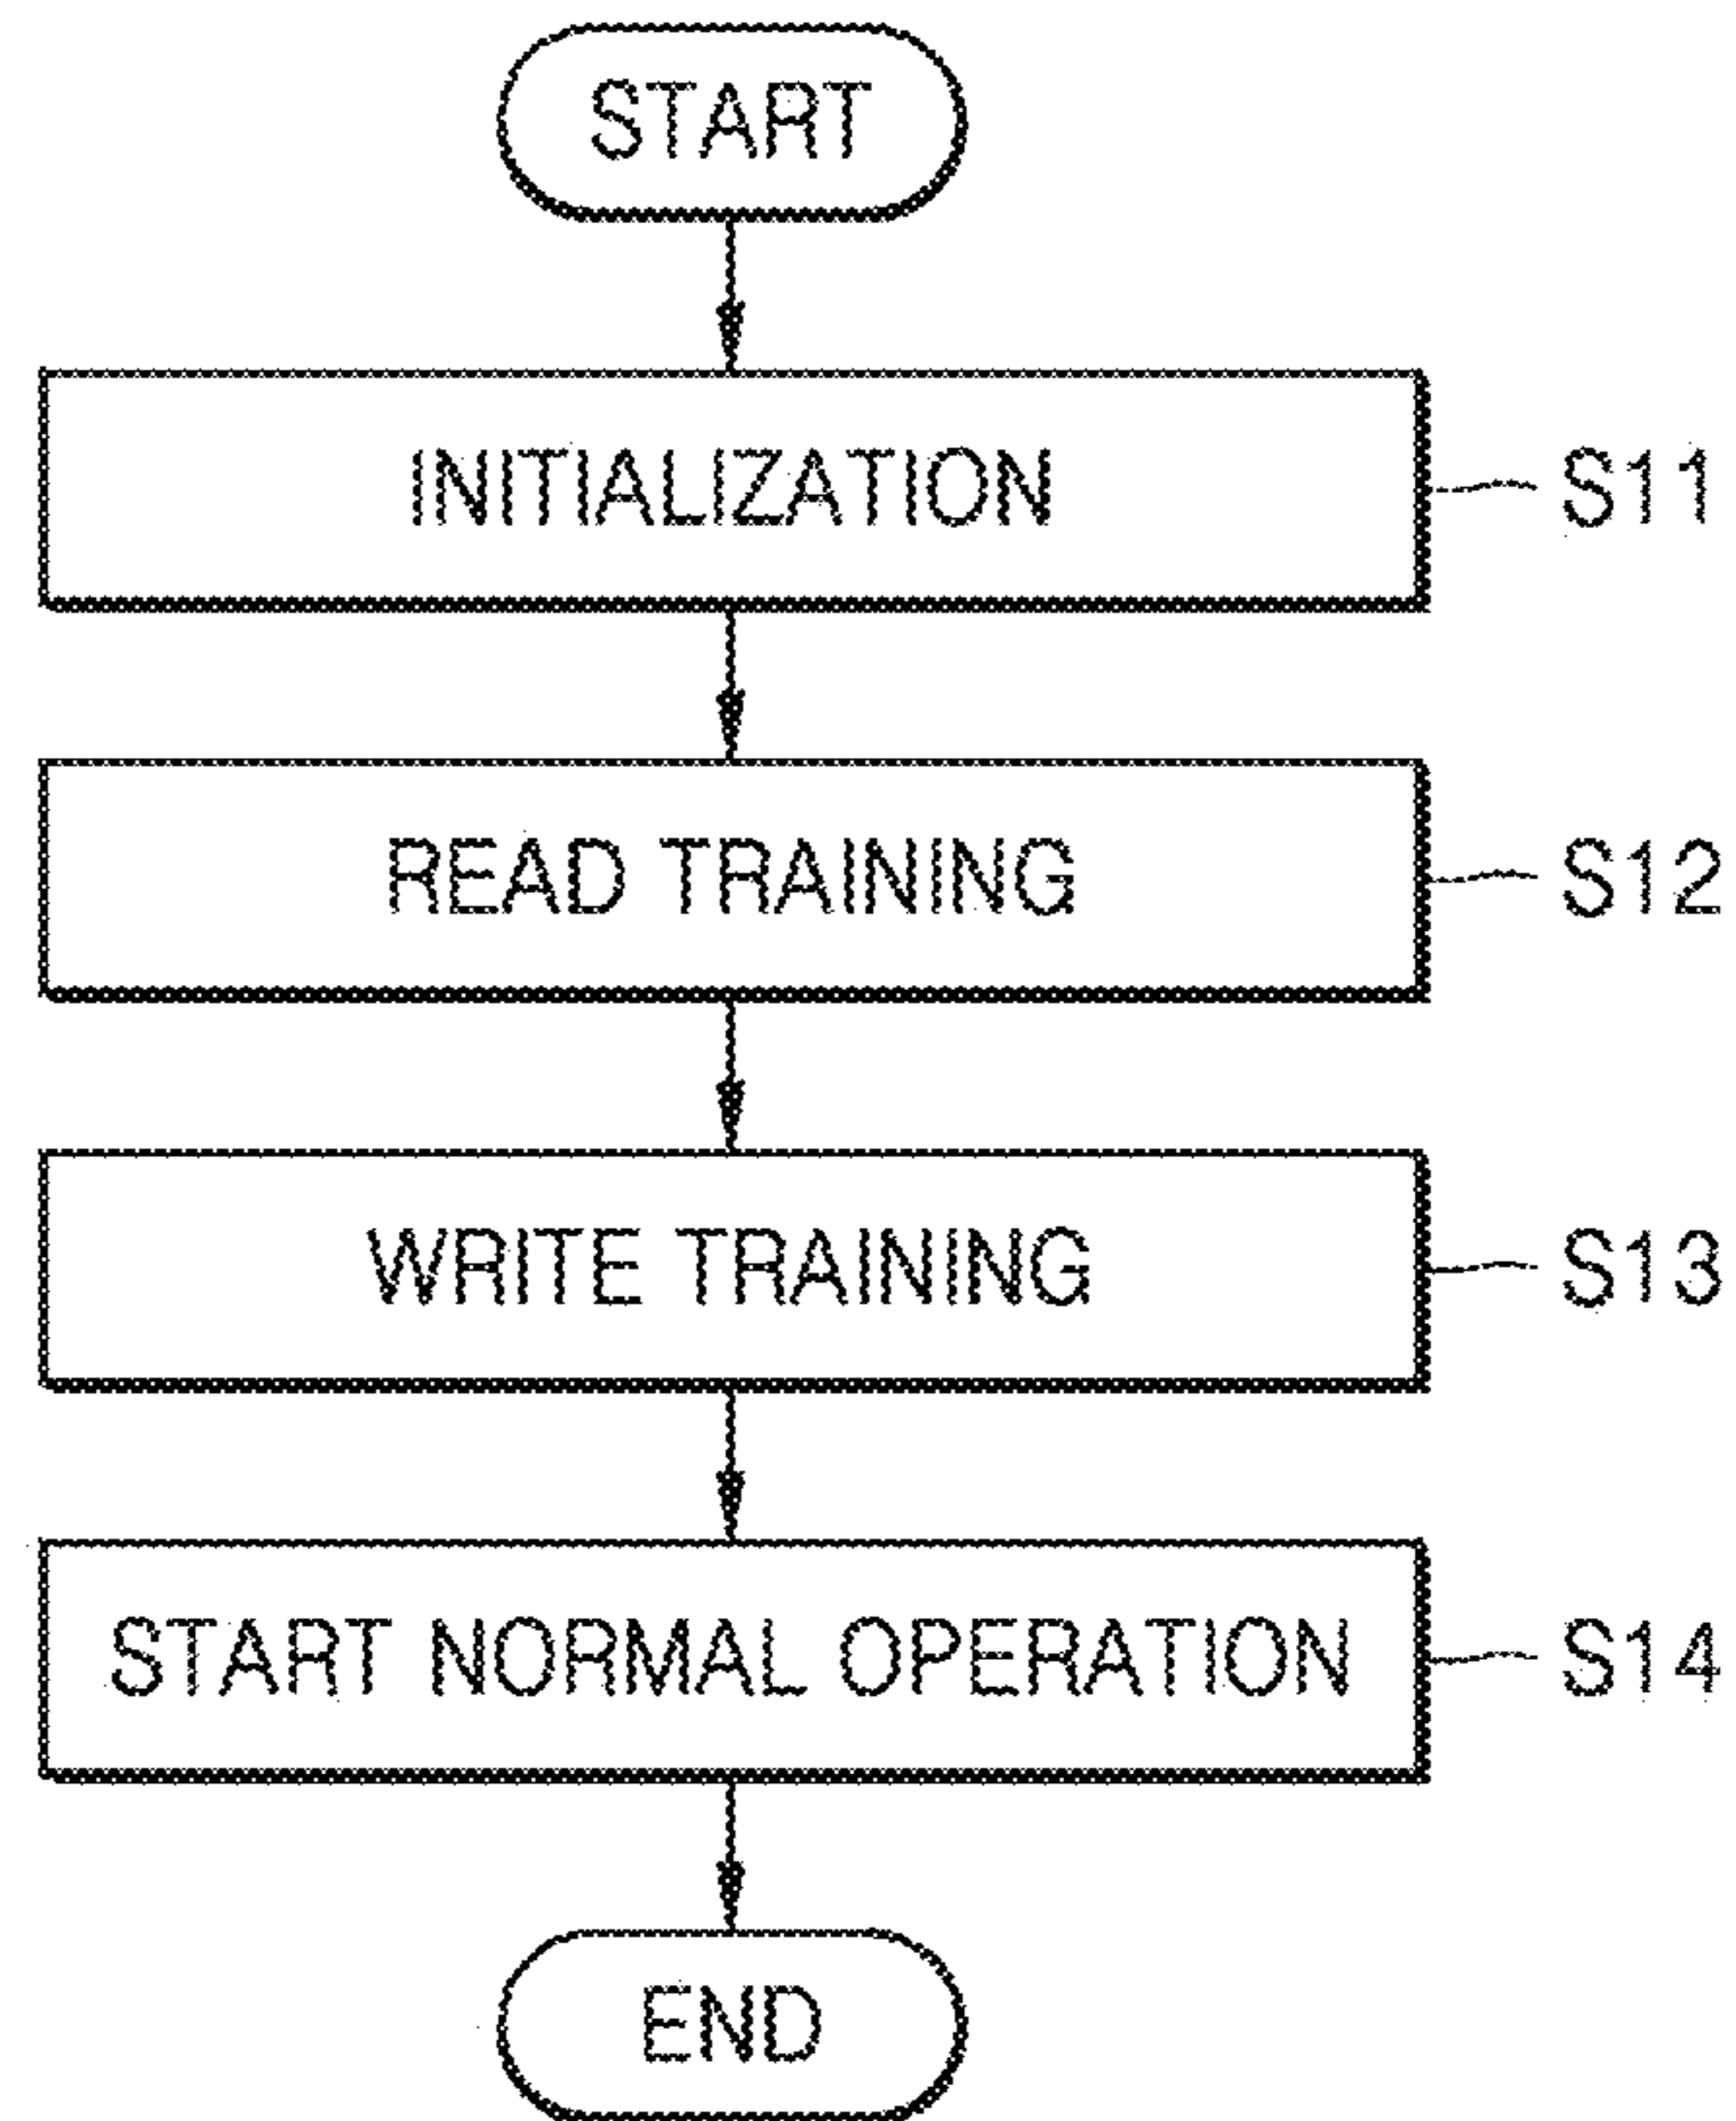 START
INITIALIZATION S11
READ TRAINING S12
WRITE TRAINING S13
START NORMAL OPERATION S14
END